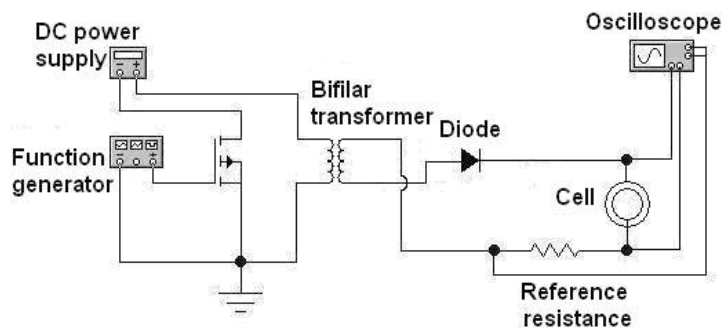 DC power
supply
Oscilloscope
Bifilar
transformer
Diode
Function
generator
Cell
Reference
resistance
- +
- +